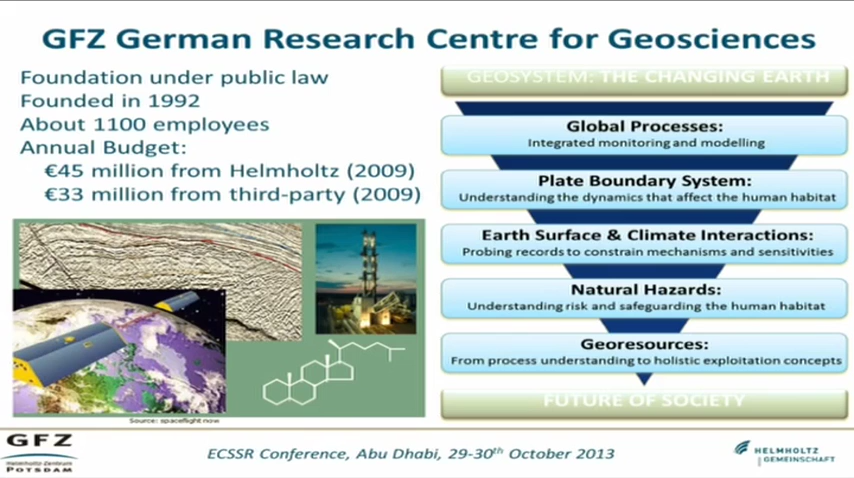 GFZ German Research Centre for Geosciences
Foundation under public law
Founded in 1992
About 1100 employees
Annual Budget:
€45 million from Helmholtz (2009)
€33 million from third-party (2009)
GEOSYSTEM: THE CHANGING EARTH
Global Processes:
Integrated monitoring and modelling
Plate Boundary System:
Understanding the dynamics that affect the human habitat
Earth Surface & Climate Interactions:
Probing records to constrain mechanisms and sensitivities
Natural Hazards:
Understanding risk and safeguarding the human habitat
Georesources:
From process understanding to holistic exploitation concepts
FUTURE OF SOCIETY
Source: spaceflight now
GFZ
Helmholtz-Zentrum
POTSDAM
ECSSR Conference, Abu Dhabi, 29-30th October 2013
HELMHOLTZ
GEMEINSCHAFT